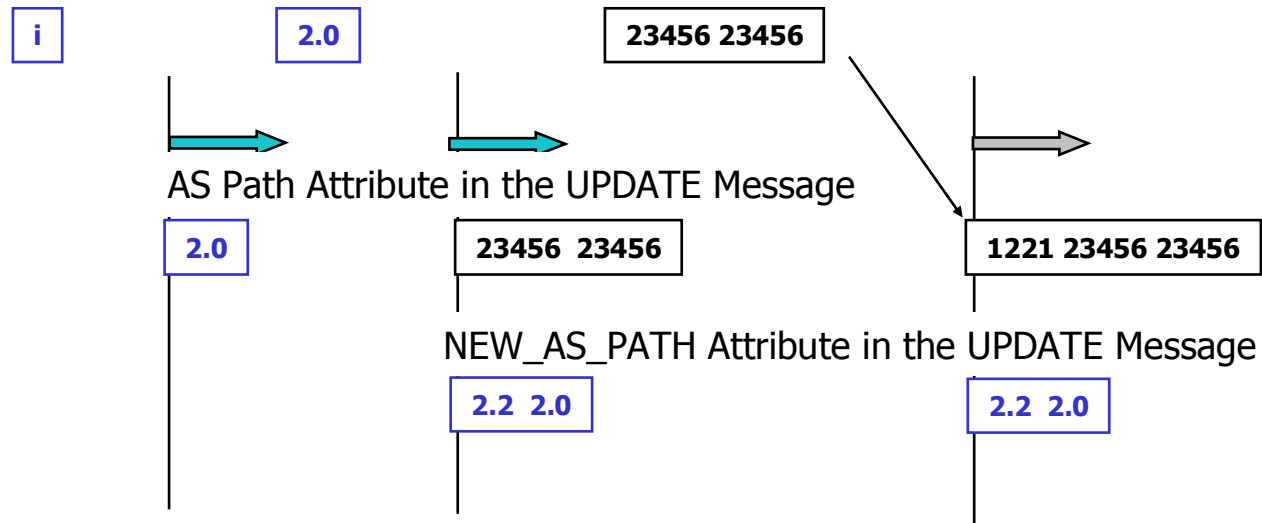 i 2.0 23456 23456
AS Path Attribute in the UPDATE Message
2.0 23456 23456 1221 23456 23456
NEW_AS_PATH Attribute in the UPDATE Message
2.2 2.0 2.2 2.0